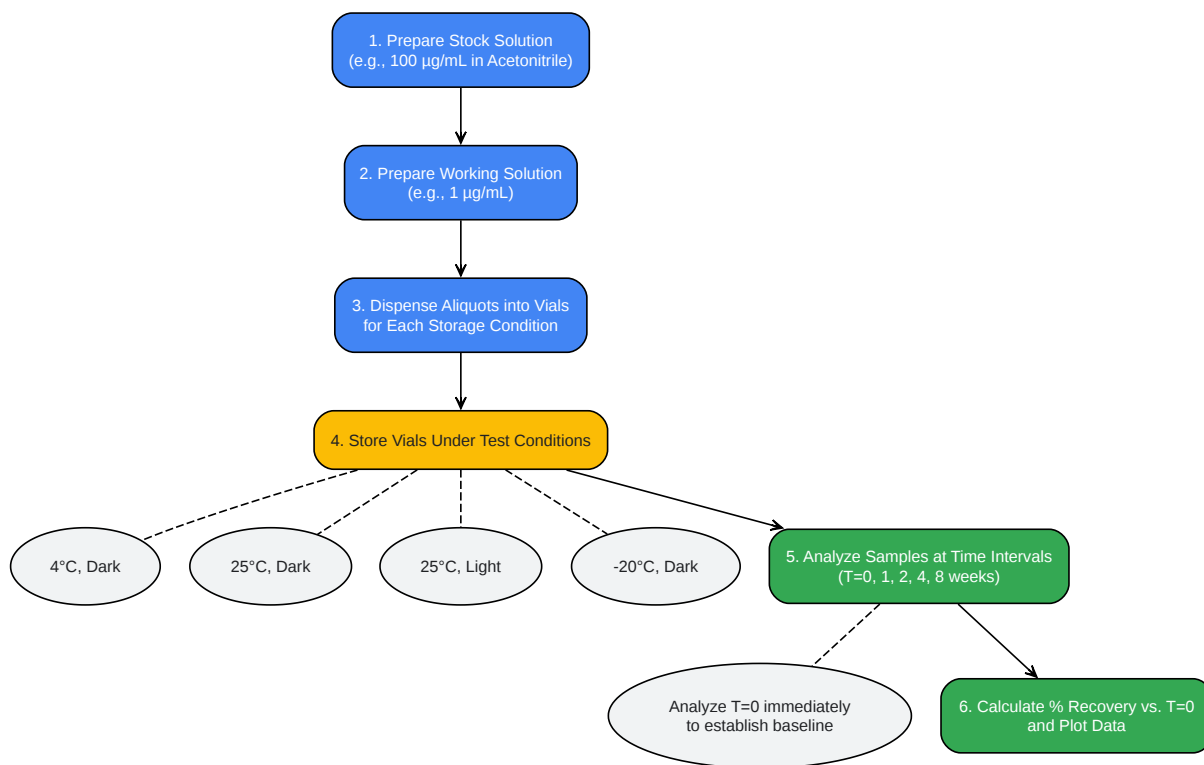 1. Prepare Stock Solution
(e.g., 100 µg/mL in Acetonitrile)
2. Prepare Working Solution
(e.g., 1 µg/mL)
3. Dispense Aliquots into Vials
for Each Storage Condition
4. Store Vials Under Test Conditions
4°C, Dark
25°C, Dark
25°C, Light
-20°C, Dark
5. Analyze Samples at Time Intervals
(T=0, 1, 2, 4, 8 weeks)
Analyze T=0 immediately
to establish baseline
6. Calculate % Recovery vs. T=0
and Plot Data